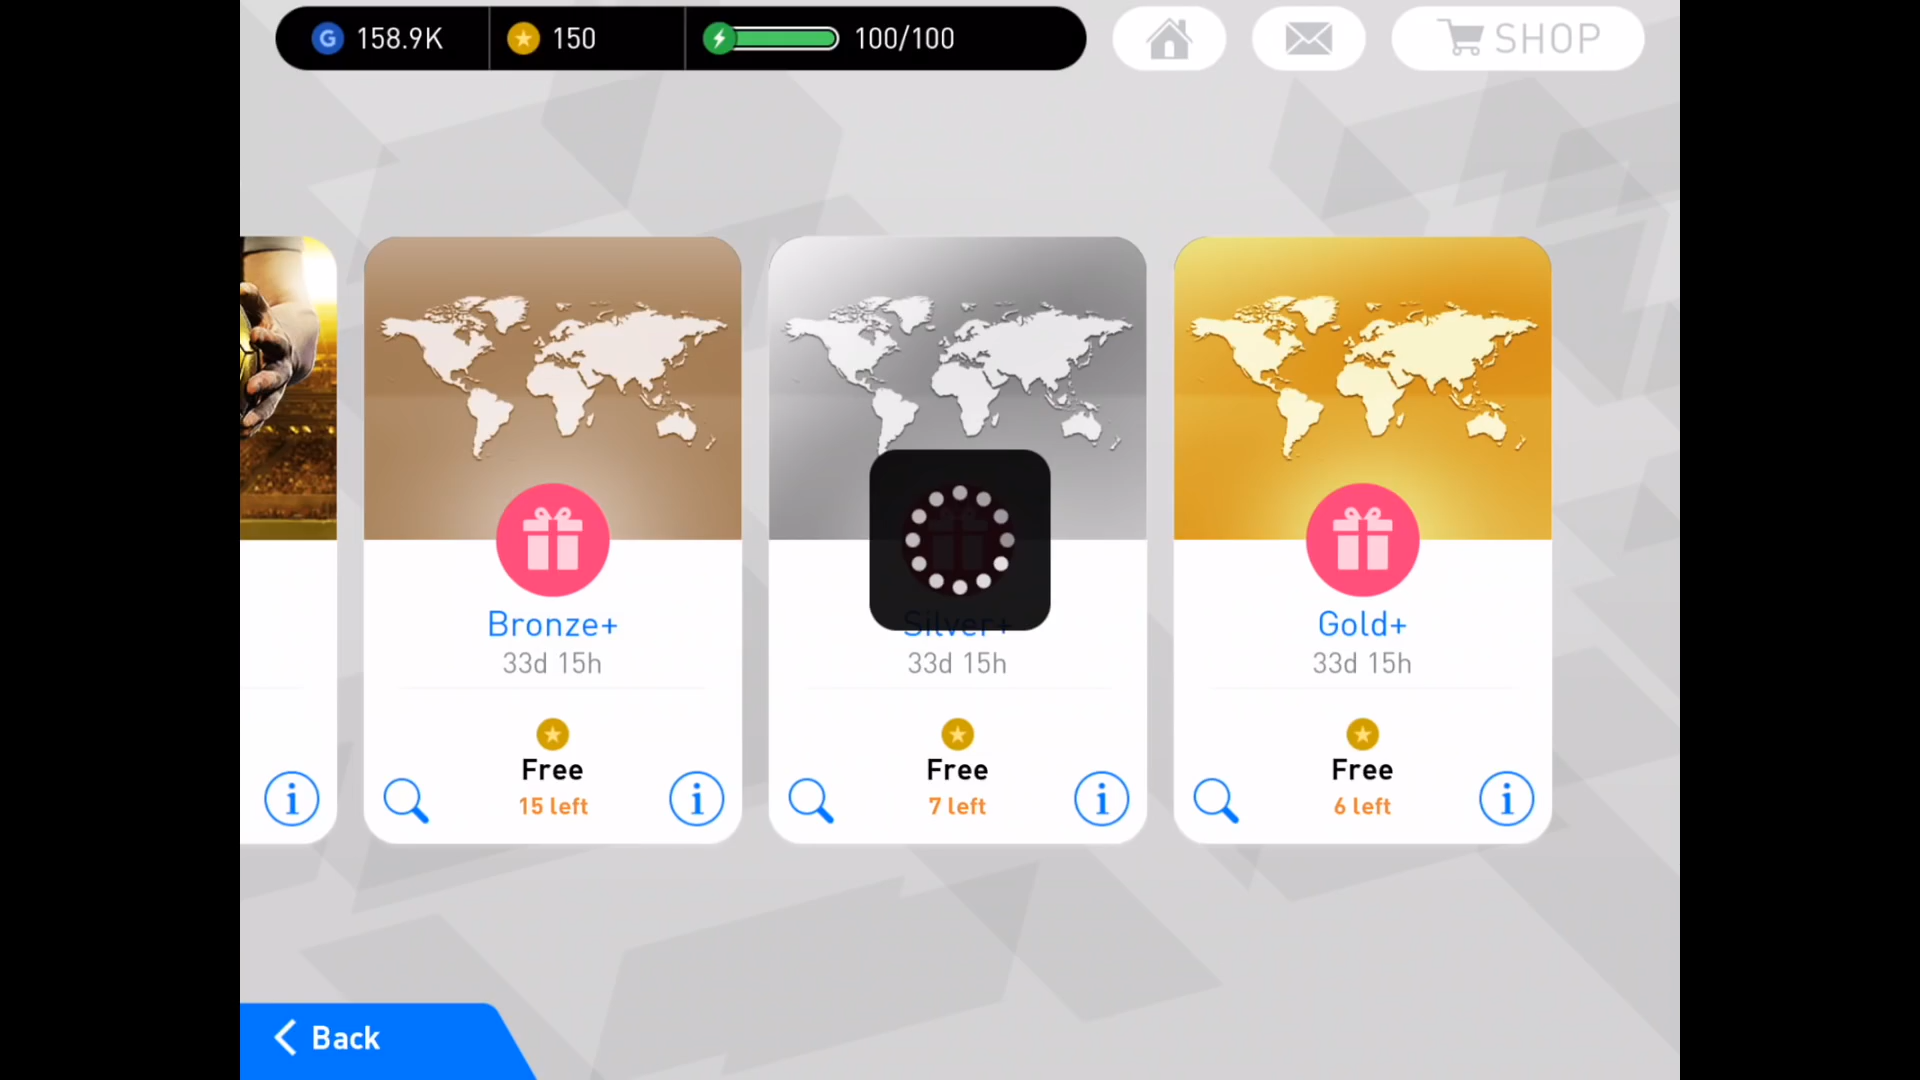 G 158.9K 150 100/100 SHOP
Bronze+
33d 15h
Free
15 left
i
Silver+
33d 15h
Free
7 left
i
Gold+
33d 15h
Free
6 left
i
i
Back